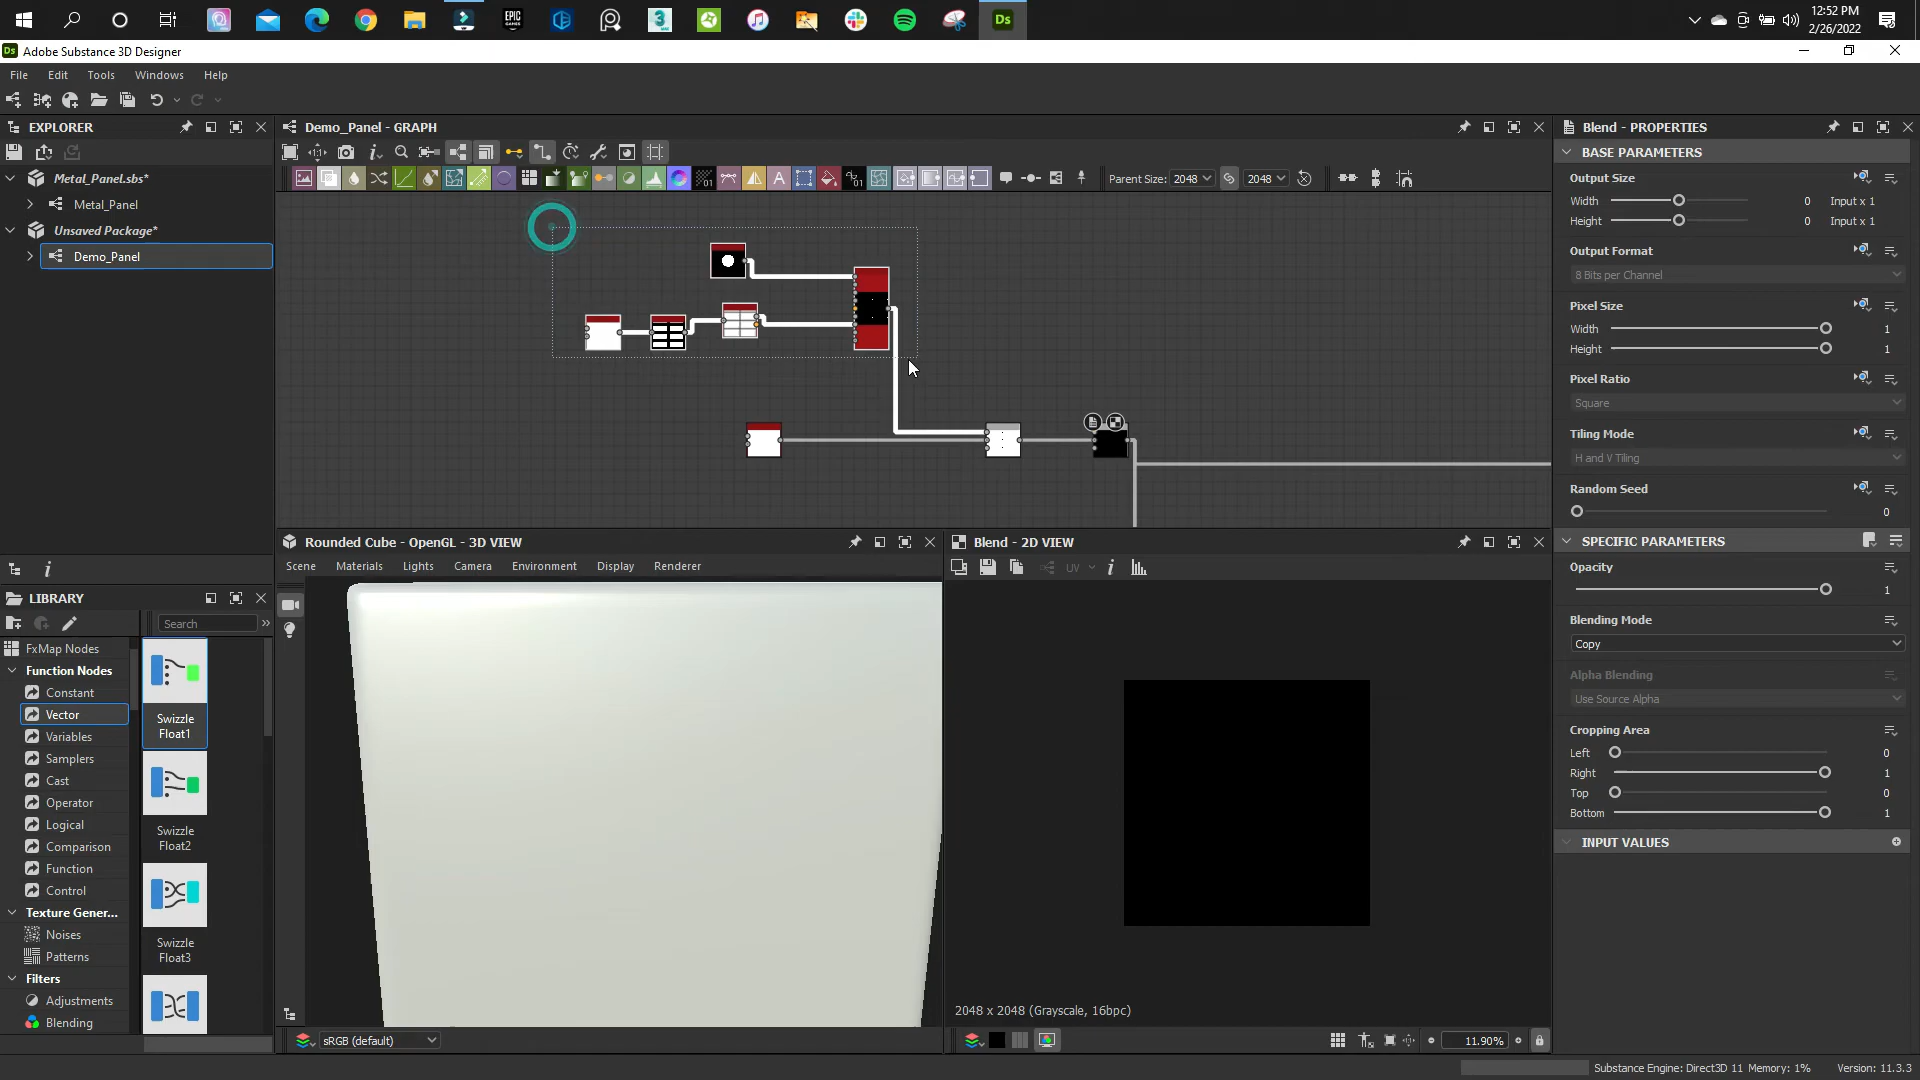 EPIC
GAMES
3
Ds
12:52 PM
2/26/2022
Ds
Adobe Substance 3D Designer
File
Edit
Tools
Windows
Help
EXPLORER
Metal_Panel.sbs*
Metal_Panel
Unsaved Package*
Demo_Panel
Demo_Panel - GRAPH
Parent Size:
2048
2048
Blend - PROPERTIES
BASE PARAMETERS
Output Size
Width
0
Input x 1
Height
0
Input x 1
Output Format
8 Bits per Channel
Pixel Size
Width
1
Height
1
Pixel Ratio
Square
Tiling Mode
H and V Tiling
Random Seed
0
SPECIFIC PARAMETERS
Opacity
1
Blending Mode
Copy
Alpha Blending
Use Source Alpha
Cropping Area
Left
0
Right
1
Top
0
Bottom
1
INPUT VALUES
LIBRARY
Search
FxMap Nodes
Function Nodes
Constant
Vector
Variables
Samplers
Cast
Operator
Logical
Comparison
Function
Control
Texture Gener...
Noises
Patterns
Filters
Adjustments
Blending
Swizzle
Float1
Swizzle
Float2
Swizzle
Float3
Rounded Cube - OpenGL - 3D VIEW
Scene
Materials
Lights
Camera
Environment
Display
Renderer
sRGB (default)
Blend - 2D VIEW
UV
2048 x 2048 (Grayscale, 16bpc)
11.90%
Substance Engine: Direct3D 11 Memory: 1%
Version: 11.3.3